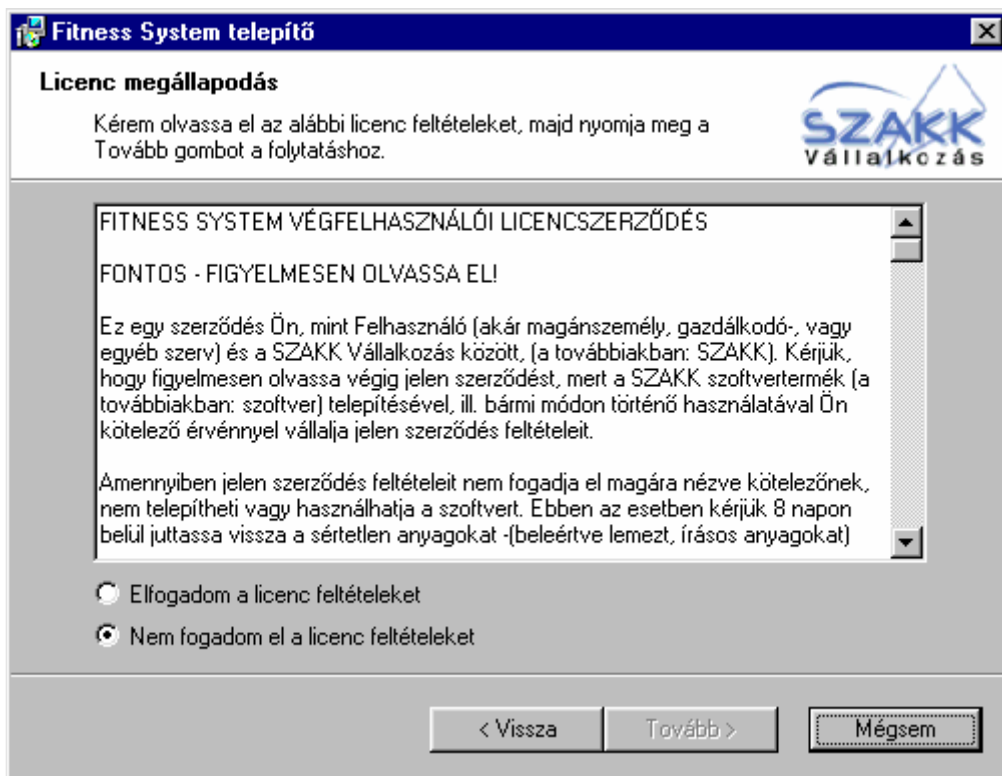 Fitness System telepítő
Licenc megállapodás
Kérem olvassa el az alábbi licenc feltételeket, majd nyomja meg a
Tovább gombot a folytatáshoz.
SZAKK
Vállalkozás
FITNESS SYSTEM VÉGFELHASZNÁLÓI LICENCSZERZŐDÉS
FONTOS - FIGYELMESEN OLVASSA EL!
Ez egy szerződés Ön, mint Felhasználó (akár magánszemély, gazdálkodó-, vagy
egyéb szerv) és a SZAKK Vállalkozás között, (a továbbiakban: SZAKK). Kérjük,
hogy figyelmesen olvassa végig jelen szerződést, mert a SZAKK szoftvertermék (a
továbbiakban: szoftver) telepítésével, ill. bármi módon történő használatával Ön
kötelező érvénnyel vállalja jelen szerződés feltételeit.
Amennyiben jelen szerződés feltételeit nem fogadja el magára nézve kötelezőnek,
nem telepítheti vagy használhatja a szoftvert. Ebben az esetben kérjük 8 napon
belül juttassa vissza a sértetlen anyagokat -(beleértve lemezt, írásos anyagokat)
Elfogadom a licenc feltételeket
Nem fogadom el a licenc feltételeket
< Vissza
Tovább >
Mégsem